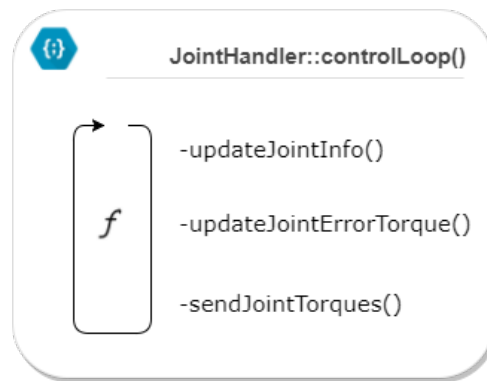 {;}
JointHandler::controlLoop()
-updateJointInfo()
f
-updateJointErrorTorque()
-sendJointTorques()